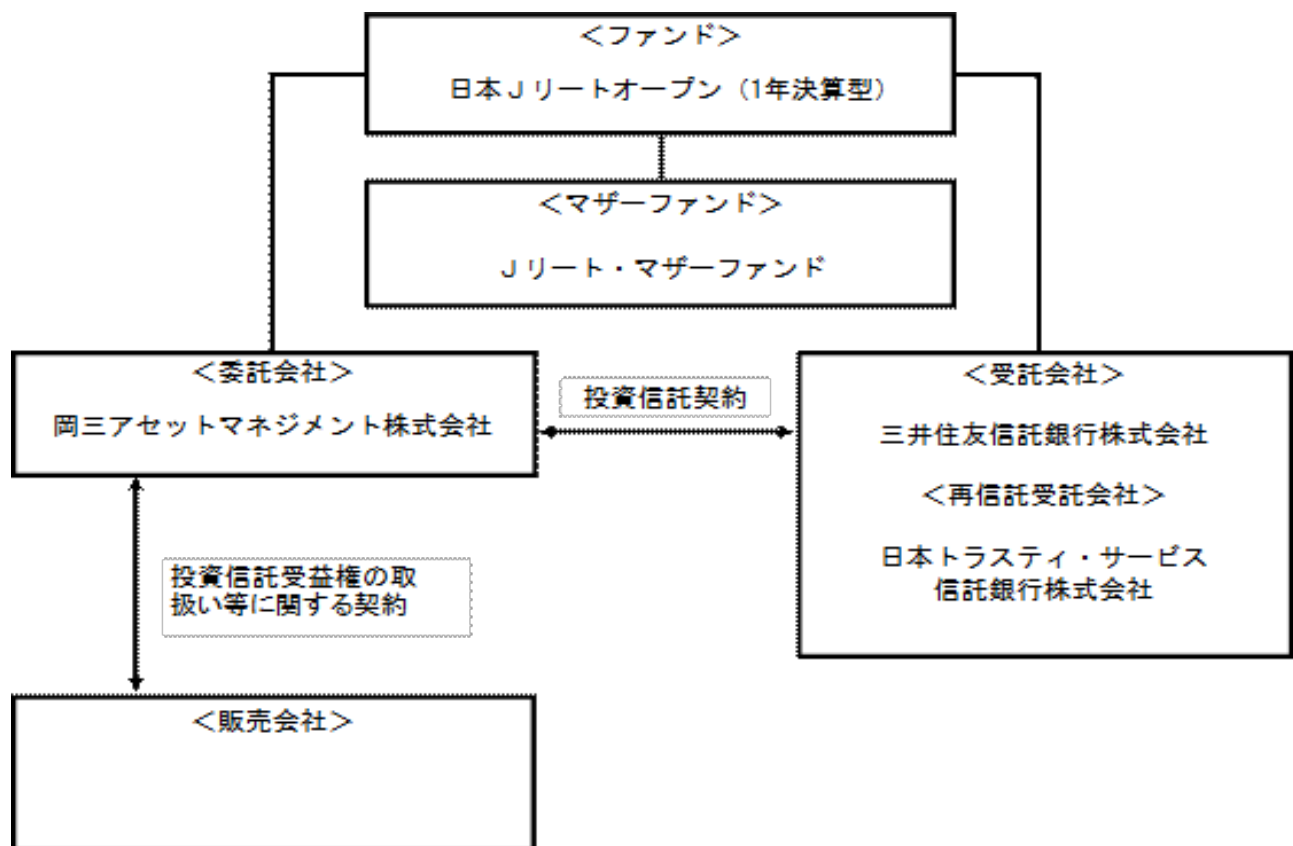 ＜ファンド＞
日本Ｊリートオープン（1年決算型）
＜マザーファンド＞
Ｊリート・マザーファンド
＜委託会社＞
岡三アセットマネジメント株式会社
投資信託契約
＜受託会社＞
三井住友信託銀行株式会社
＜再信託受託会社＞
日本トラスティ・サービス
信託銀行株式会社
投資信託受益権の取
扱い等に関する契約
＜販売会社＞